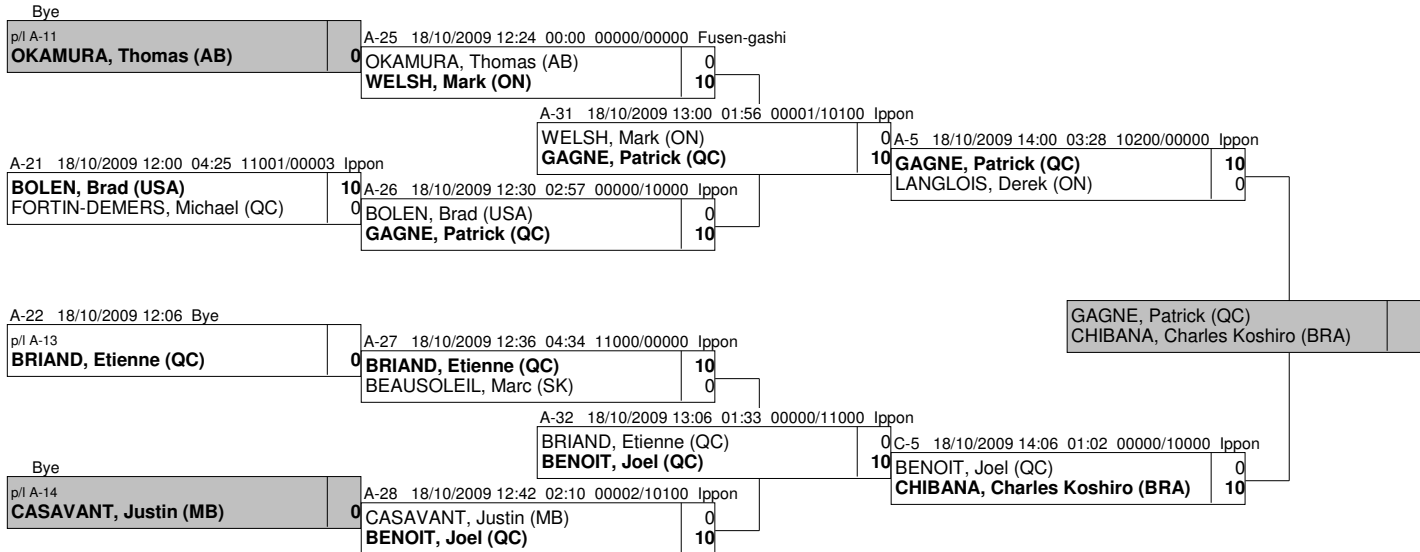 Bye
p/l A-11
OKAMURA, Thomas (AB) 0
A-25 18/10/2009 12:24 00:00 00000/00000 Fusen-gashi
OKAMURA, Thomas (AB) 0
WELSH, Mark (ON) 10
A-31 18/10/2009 13:00 01:56 00001/10100 Ippon
WELSH, Mark (ON) 0
GAGNE, Patrick (QC) 10
A-5 18/10/2009 14:00 03:28 10200/00000 Ippon
GAGNE, Patrick (QC) 10
LANGLOIS, Derek (ON) 0
A-21 18/10/2009 12:00 04:25 11001/00003 Ippon
BOLEN, Brad (USA) 10
FORTIN-DEMERS, Michael (QC) 0
A-26 18/10/2009 12:30 02:57 00000/10000 Ippon
BOLEN, Brad (USA) 0
GAGNE, Patrick (QC) 10
GAGNE, Patrick (QC)
CHIBANA, Charles Koshiro (BRA)
A-22 18/10/2009 12:06 Bye
p/l A-13
BRIAND, Etienne (QC) 0
A-27 18/10/2009 12:36 04:34 11000/00000 Ippon
BRIAND, Etienne (QC) 10
BEAUSOLEIL, Marc (SK) 0
A-32 18/10/2009 13:06 01:33 00000/11000 Ippon
BRIAND, Etienne (QC) 0
BENOIT, Joel (QC) 10
C-5 18/10/2009 14:06 01:02 00000/10000 Ippon
BENOIT, Joel (QC) 0
CHIBANA, Charles Koshiro (BRA) 10
Bye
p/l A-14
CASAVANT, Justin (MB) 0
A-28 18/10/2009 12:42 02:10 00002/10100 Ippon
CASAVANT, Justin (MB) 0
BENOIT, Joel (QC) 10